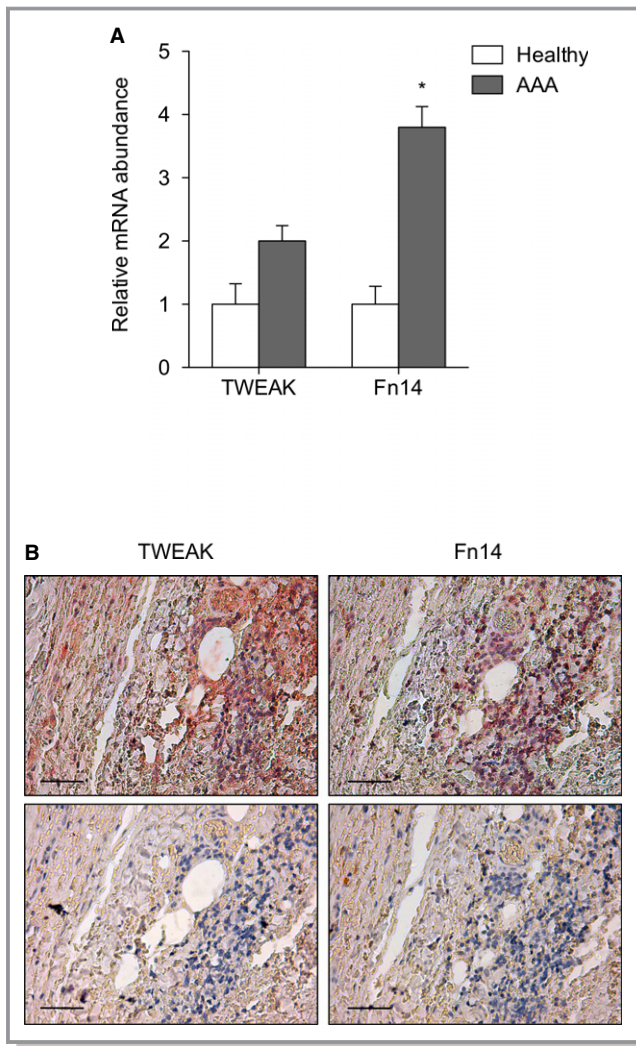 A
Relative mRNA abundance
5
4
3
2
1
0
*
Healthy
AAA
TWEAK Fn14
B
TWEAK Fn14